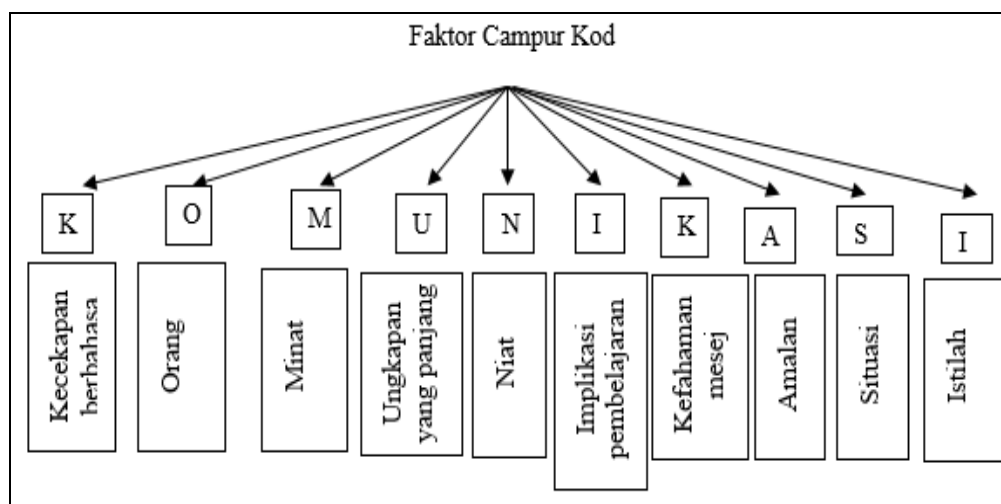 Faktor Campur Kod
K
O
M
U
N
I
K
A
S
I
Kecekapan
berbahasa
Orang
Minat
Ungkapan
yang panjang
Niat
Implikasi
pembelajaran
Kefahaman
mesej
Amalan
Situasi
Istilah